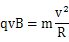 qvB = m v²/R